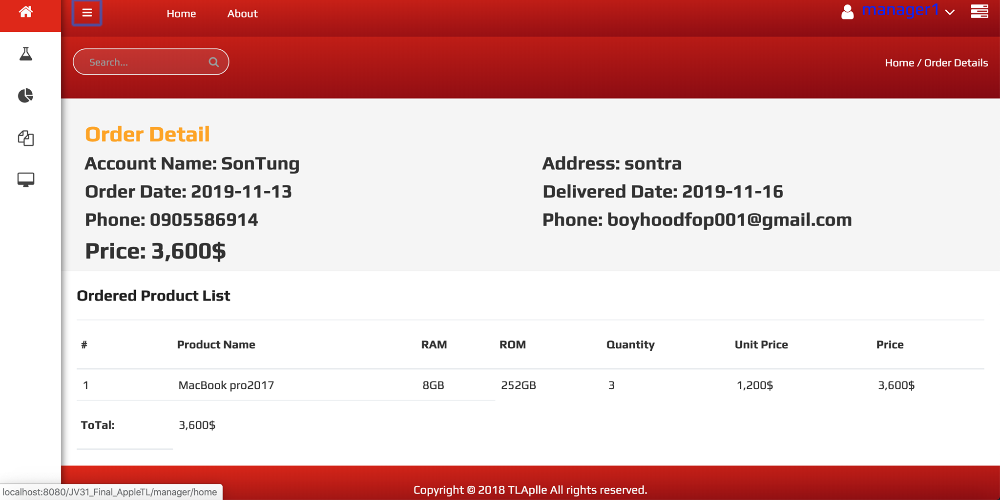 Home About manager1
Search... Home / Order Details
Order Detail
Account Name: SonTung Address: sontra
Order Date: 2019-11-13 Delivered Date: 2019-11-16
Phone: 0905586914 Phone: boyhoodfop001@gmail.com
Price: 3,600$
Ordered Product List
# Product Name RAM ROM Quantity Unit Price Price
1 MacBook pro2017 8GB 252GB 3 1,200$ 3,600$
ToTal: 3,600$
Copyright © 2018 TLAplle All rights reserved.
localhost:8080/JV31_Final_AppleTL/manager/home